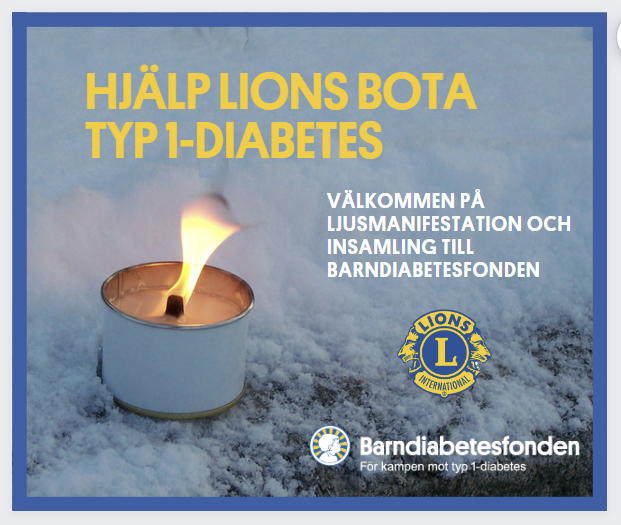 HJÄLP LIONS BOTA
TYP 1-DIABETES
VÄLKOMMEN PÅ
LJUSMANIFESTATION OCH
INSAMLING TILL
BARNDIABETESFONDEN
LIONS
L
INTERNATIONAL
Barndiabetesfonden
För kampen mot typ 1-diabetes